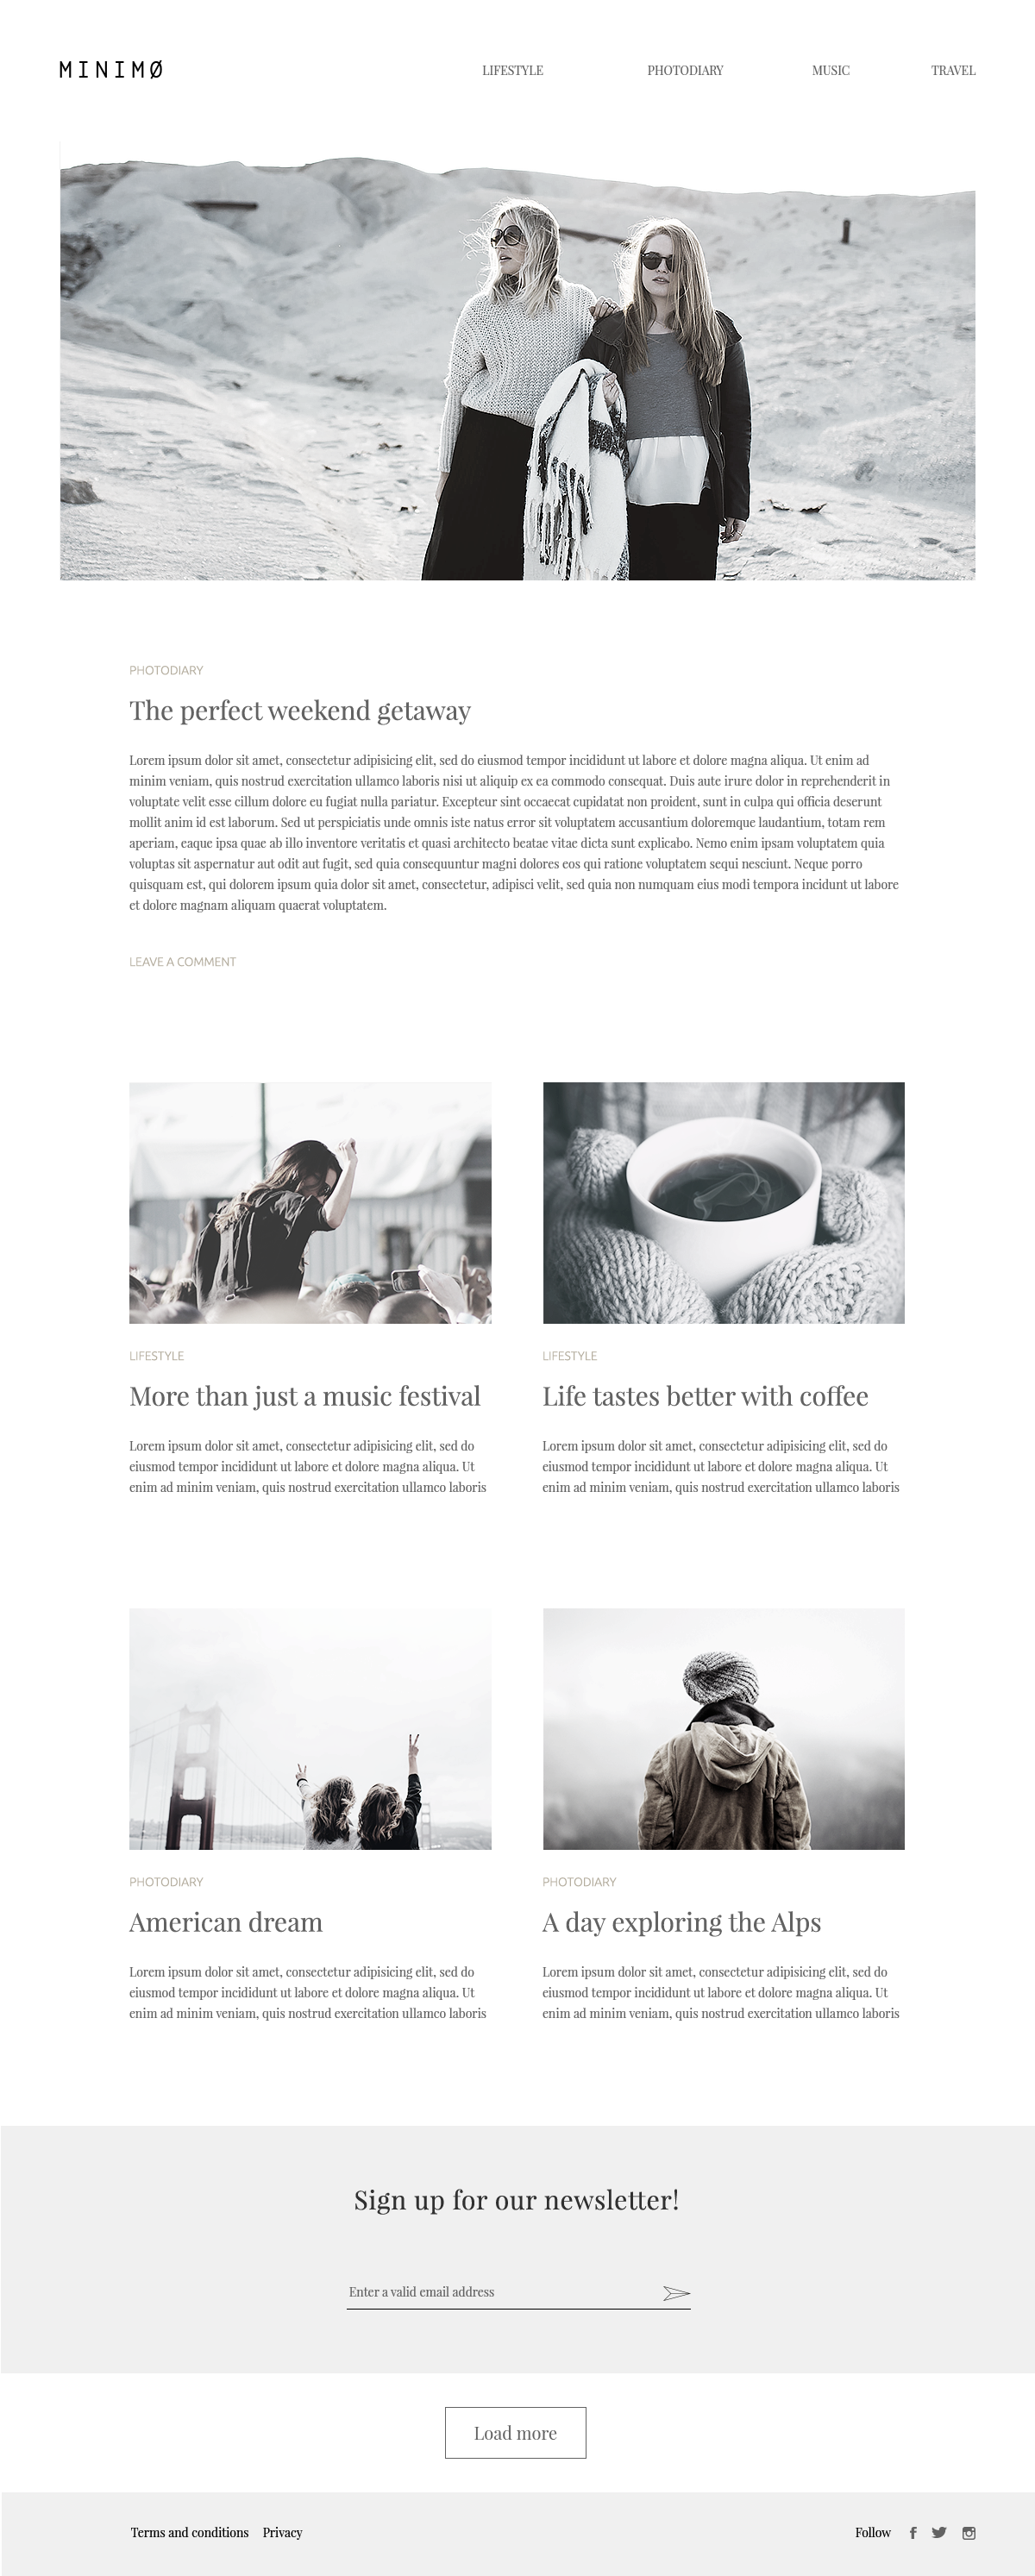 MINIMØ
LIFESTYLE PHOTODIARY MUSIC TRAVEL
PHOTODIARY
The perfect weekend getaway
Lorem ipsum dolor sit amet, consectetur adipisicing elit, sed do eiusmod tempor incididunt ut labore et dolore magna aliqua. Ut enim ad
minim veniam, quis nostrud exercitation ullamco laboris nisi ut aliquip ex ea commodo consequat. Duis aute irure dolor in reprehenderit in
voluptate velit esse cillum dolore eu fugiat nulla pariatur. Excepteur sint occaecat cupidatat non proident, sunt in culpa qui officia deserunt
mollit anim id est laborum. Sed ut perspiciatis unde omnis iste natus error sit voluptatem accusantium doloremque laudantium, totam rem
aperiam, eaque ipsa quae ab illo inventore veritatis et quasi architecto beatae vitae dicta sunt explicabo. Nemo enim ipsam voluptatem quia
voluptas sit aspernatur aut odit aut fugit, sed quia consequuntur magni dolores eos qui ratione voluptatem sequi nesciunt. Neque porro
quisquam est, qui dolorem ipsum quia dolor sit amet, consectetur, adipisci velit, sed quia non numquam eius modi tempora incidunt ut labore
et dolore magnam aliquam quaerat voluptatem.
LEAVE A COMMENT
LIFESTYLE
More than just a music festival
Lorem ipsum dolor sit amet, consectetur adipisicing elit, sed do
eiusmod tempor incididunt ut labore et dolore magna aliqua. Ut
enim ad minim veniam, quis nostrud exercitation ullamco laboris
LIFESTYLE
Life tastes better with coffee
Lorem ipsum dolor sit amet, consectetur adipisicing elit, sed do
eiusmod tempor incididunt ut labore et dolore magna aliqua. Ut
enim ad minim veniam, quis nostrud exercitation ullamco laboris
PHOTODIARY
American dream
Lorem ipsum dolor sit amet, consectetur adipisicing elit, sed do
eiusmod tempor incididunt ut labore et dolore magna aliqua. Ut
enim ad minim veniam, quis nostrud exercitation ullamco laboris
PHOTODIARY
A day exploring the Alps
Lorem ipsum dolor sit amet, consectetur adipisicing elit, sed do
eiusmod tempor incididunt ut labore et dolore magna aliqua. Ut
enim ad minim veniam, quis nostrud exercitation ullamco laboris
Sign up for our newsletter!
Enter a valid email address
Load more
Terms and conditions Privacy
Follow